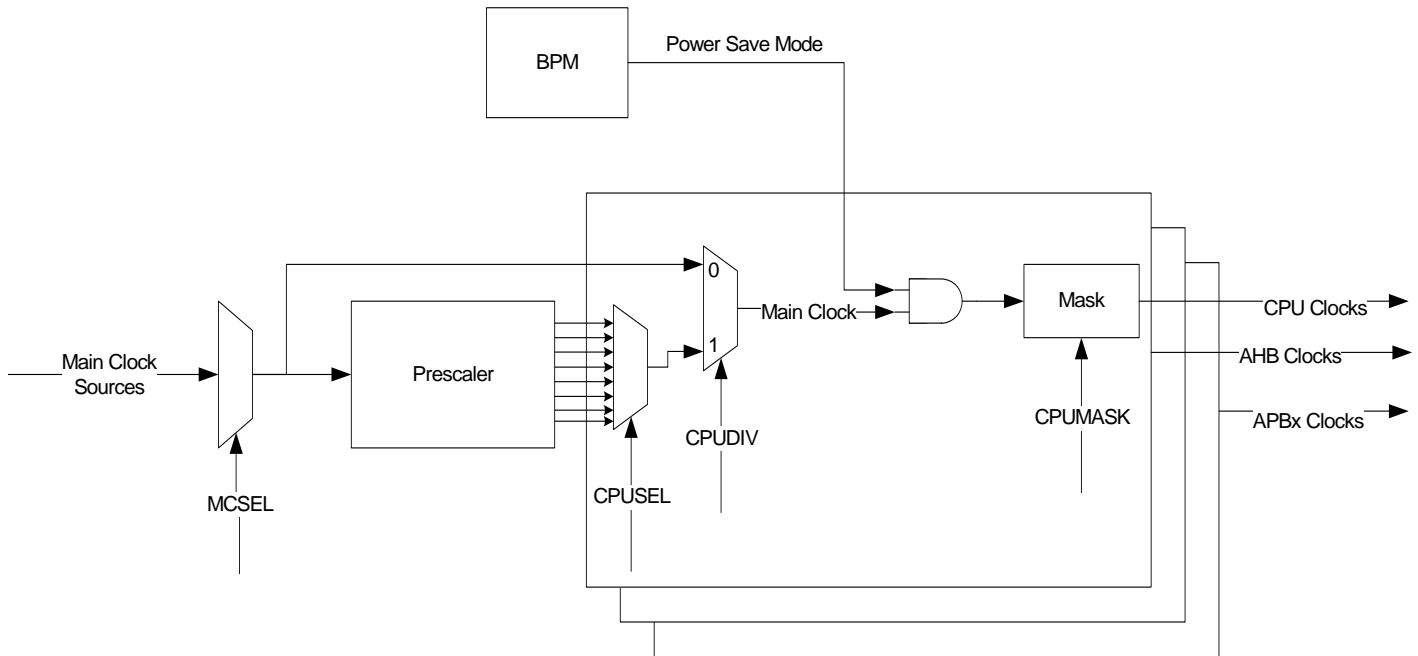 Power Save Mode
BPM
0
Main Clock
Mask
CPU Clocks
Main Clock
Sources
Prescaler
1
AHB Clocks
CPUDIV
CPUMASK
APBx Clocks
MCSEL
CPUSEL